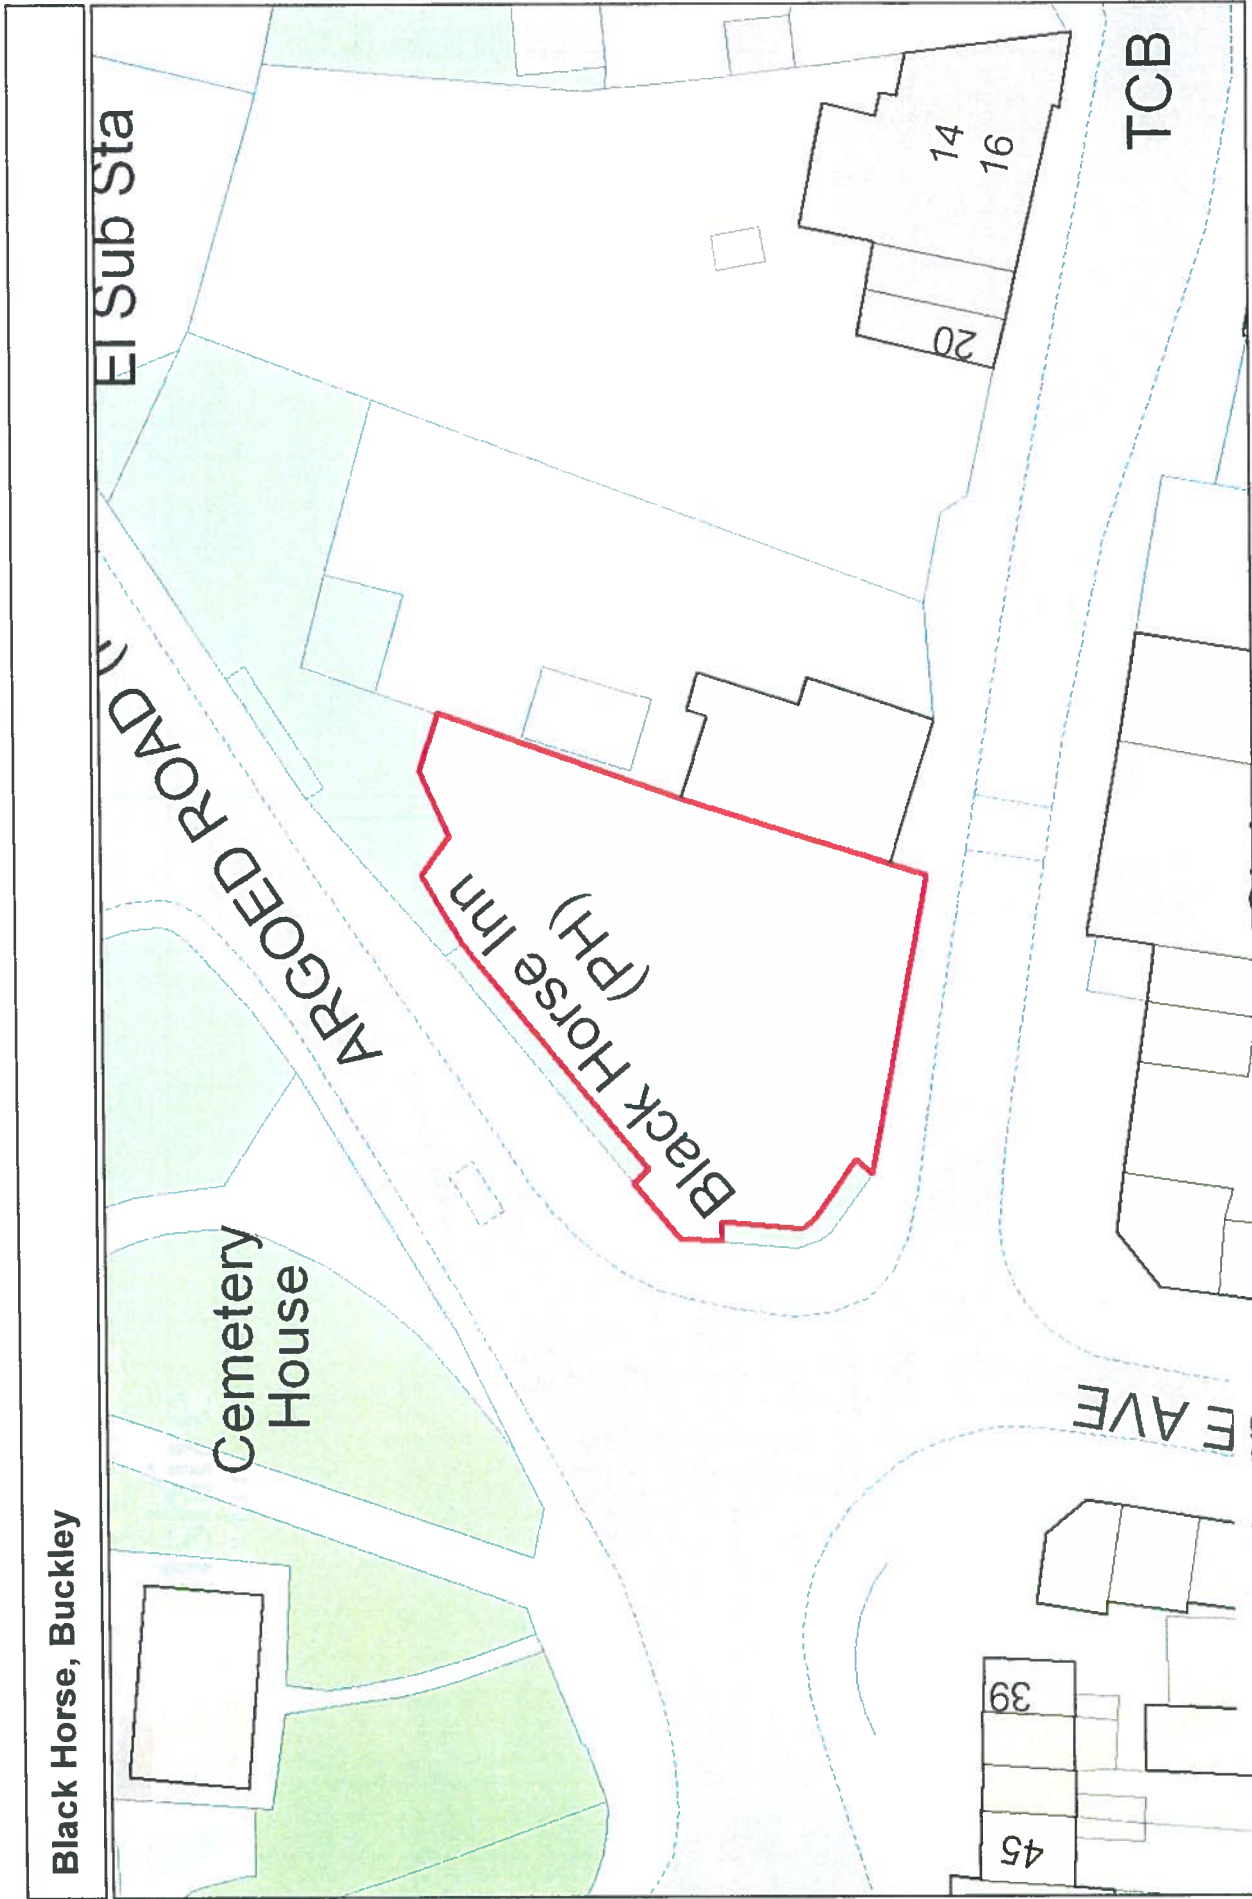 Black Horse, Buckley
El Sub Sta
ARGOED ROAD (
Cemetery
House
Black Horse Inn
(PH)
14
16
20
TCB
E AVE
39
45